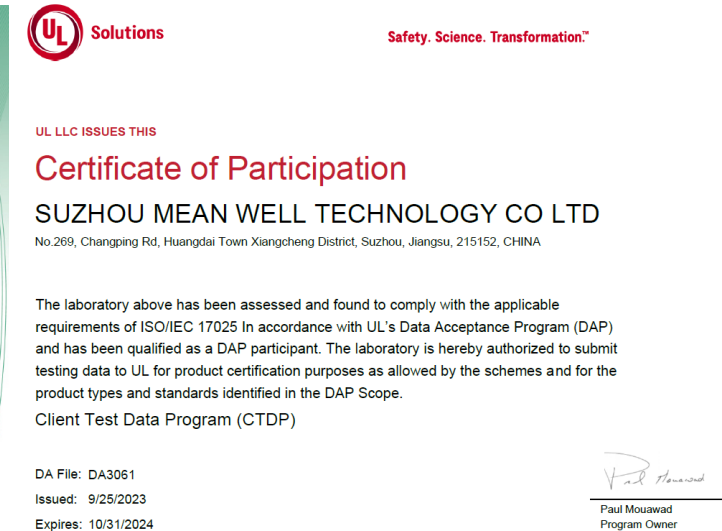 UL Solutions
Safety. Science. Transformation.™
UL LLC ISSUES THIS
Certificate of Participation
SUZHOU MEAN WELL TECHNOLOGY CO LTD
No.269, Changping Rd, Huangdai Town Xiangcheng District, Suzhou, Jiangsu, 215152, CHINA
The laboratory above has been assessed and found to comply with the applicable
requirements of ISO/IEC 17025 In accordance with UL's Data Acceptance Program (DAP)
and has been qualified as a DAP participant. The laboratory is hereby authorized to submit
testing data to UL for product certification purposes as allowed by the schemes and for the
product types and standards identified in the DAP Scope.
Client Test Data Program (CTDP)
DA File: DA3061
Issued: 9/25/2023
Expires: 10/31/2024
Paul Mouawad
Paul Mouawad
Program Owner